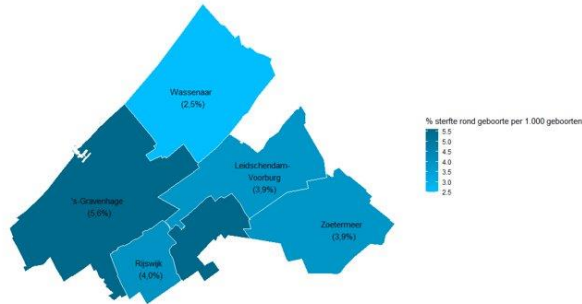 Wassenaar
(2,5%)
% sterfte rond geboorte per 1.000 geboorten
5.5
5.0
4.5
4.0
3.5
3.0
2.5
Leidschendam-
Voorburg
(3,9%)
's-Gravenhage
(5,6%)
Zoetermeer
(3,9%)
Rijswijk
(4,0%)